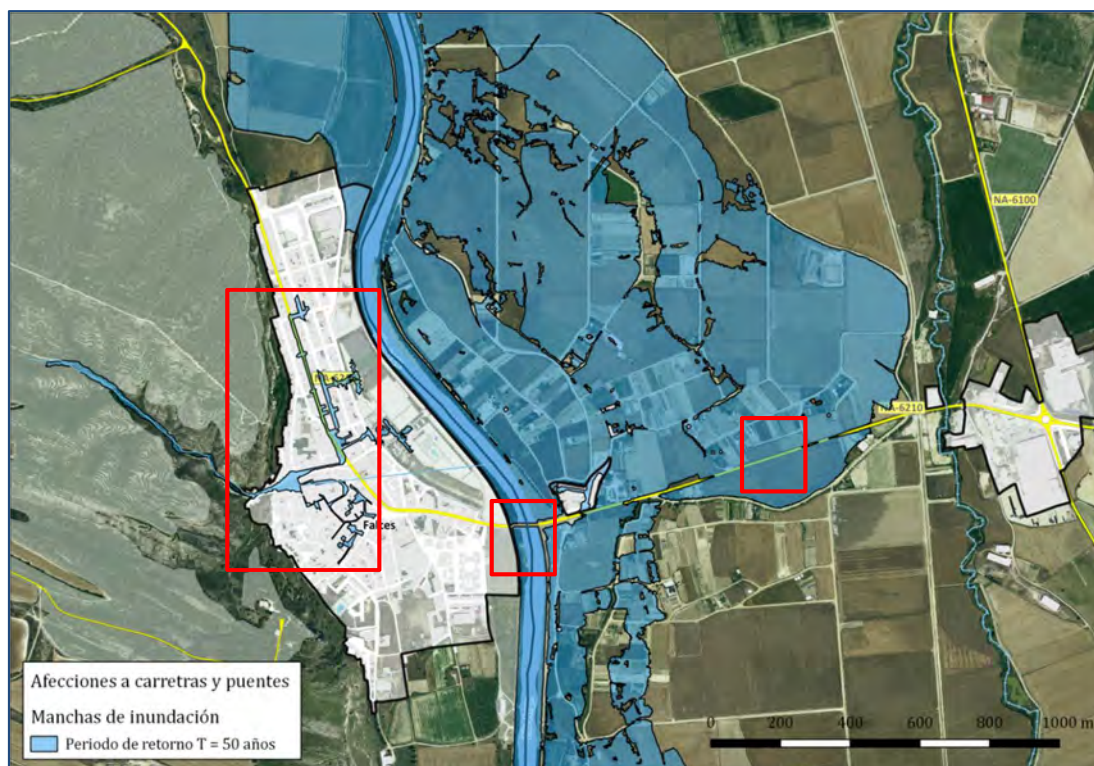 NA-6100
NA-6210
Falces
Afecciones a carretras y puentes
Manchas de inundación
Periodo de retorno T = 50 años
0 200 400 600 800 1000 m